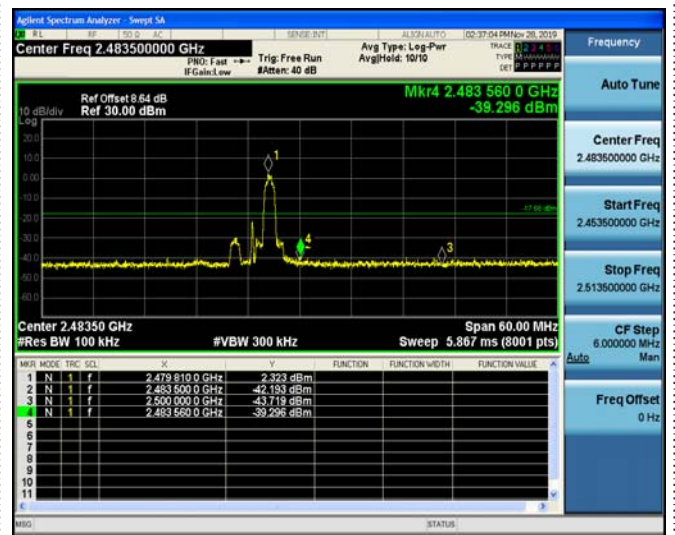 Agilent Spectrum Analyzer - Swept SA
RL RF 50 Ω AC SENSE:INT ALIGN AUTO 02:37:04 PM Nov 28, 2019
Center Freq 2.483500000 GHz
PNO: Fast
IFGain:Low
Trig: Free Run
#Atten: 40 dB
Avg Type: Log-Pwr
Avg|Hold: 10/10
TRACE 1 2 3 4 5 6
TYPE
DET P P P P P P
Frequency
Auto Tune
Center Freq
2.483500000 GHz
Start Freq
2.453500000 GHz
Stop Freq
2.513500000 GHz
CF Step
6.000000 MHz
Auto Man
Freq Offset
0 Hz
Mkr4 2.483 560 0 GHz
-39.296 dBm
Ref Offset 8.64 dB
10 dB/div Ref 30.00 dBm
Log
20.0
10.0
0.00
-10.0
-20.0
-30.0
-40.0
-50.0
-60.0
1
-17.60 dBm
4
3
Center 2.48350 GHz Span 60.00 MHz
#Res BW 100 kHz #VBW 300 kHz Sweep 5.867 ms (8001 pts)
MKR MODE TRC SCL X Y FUNCTION FUNCTION WIDTH FUNCTION VALUE
1 N 1 f 2.479 810 0 GHz 2.323 dBm
2 N 1 f 2.483 500 0 GHz -42.193 dBm
3 N 1 f 2.500 000 0 GHz -43.719 dBm
4 N 1 f 2.483 560 0 GHz -39.296 dBm
5
6
7
8
9
10
11
MSG STATUS